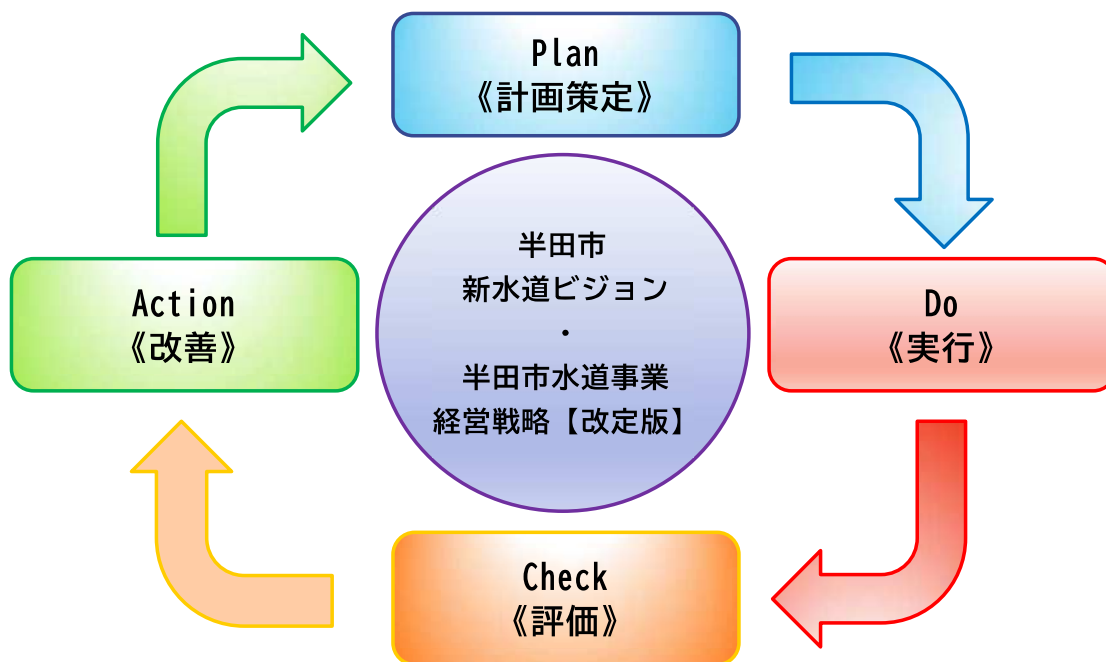 Plan
《計画策定》
Action
《改善》
半田市
新水道ビジョン
・
半田市水道事業
経営戦略【改定版】
Do
《実行》
Check
《評価》